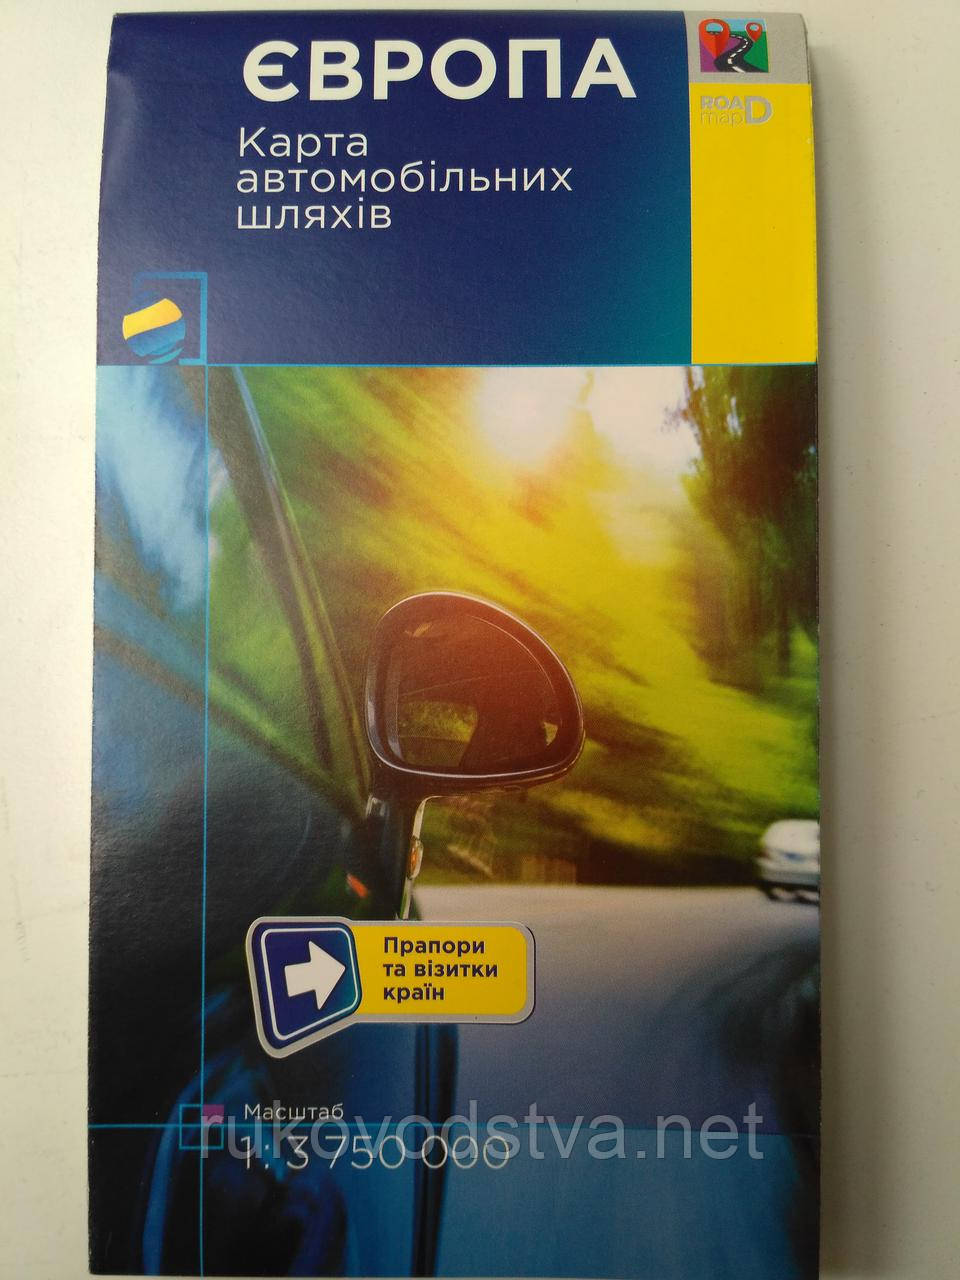 ЄВРОПА
Карта
автомобільних
шляхів
ROAD
map
Прапори
та візитки
країн
Масштаб
1: 3 750 000
rukovodstva.net